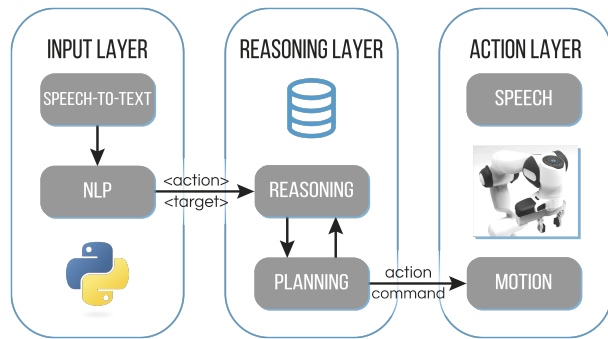 INPUT LAYER
SPEECH-TO-TEXT
NLP
<action>
<target>
REASONING LAYER
REASONING
PLANNING
action
command
ACTION LAYER
SPEECH
MOTION